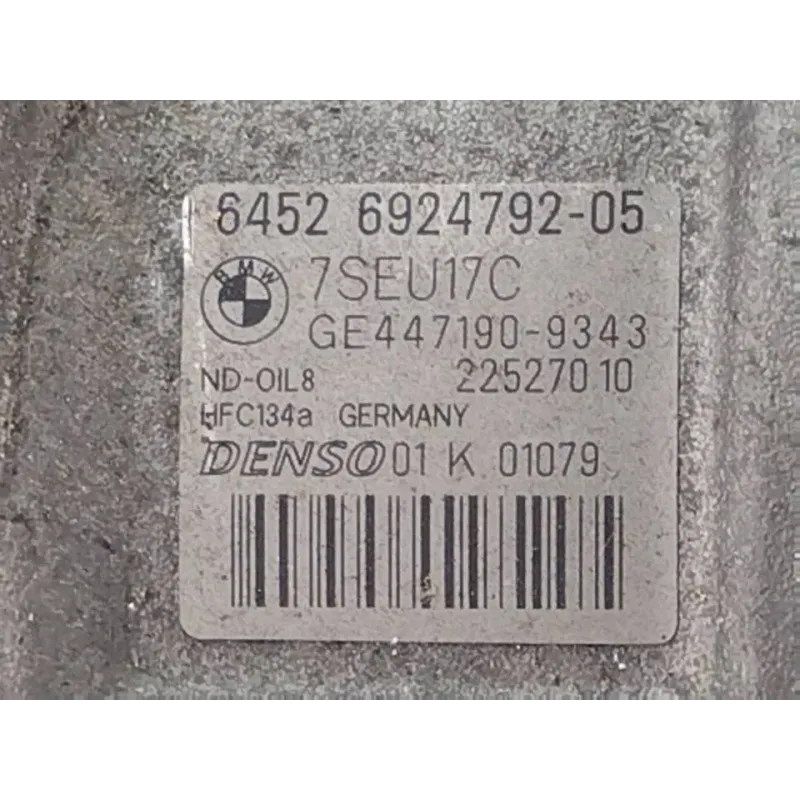 6452 6924792-05
BMW
7SEU17C
GE447190-9343
ND-OIL8 22527010
HFC134a GERMANY
DENSO 01 K 01079